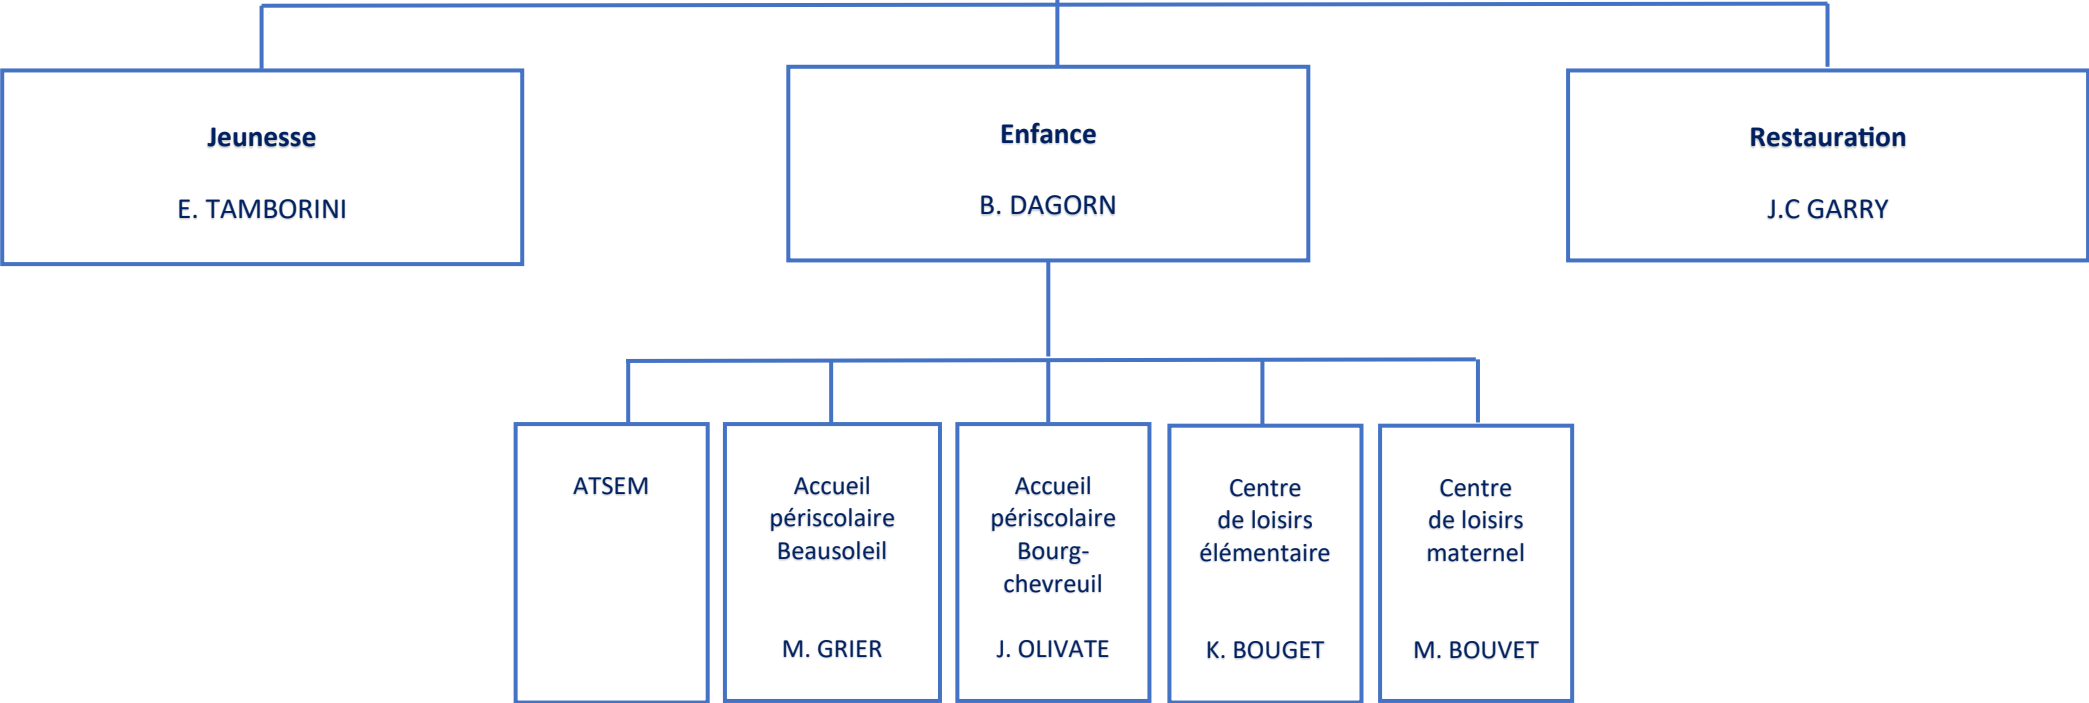 Jeunesse
E. TAMBORINI
Enfance
B. DAGORN
Restauration
J.C GARRY
ATSEM
Accueil
périscolaire
Beausoleil
M. GRIER
Accueil
périscolaire
Bourg-
chevreuil
J. OLIVATE
Centre
de loisirs
élémentaire
K. BOUGET
Centre
de loisirs
maternel
M. BOUVET